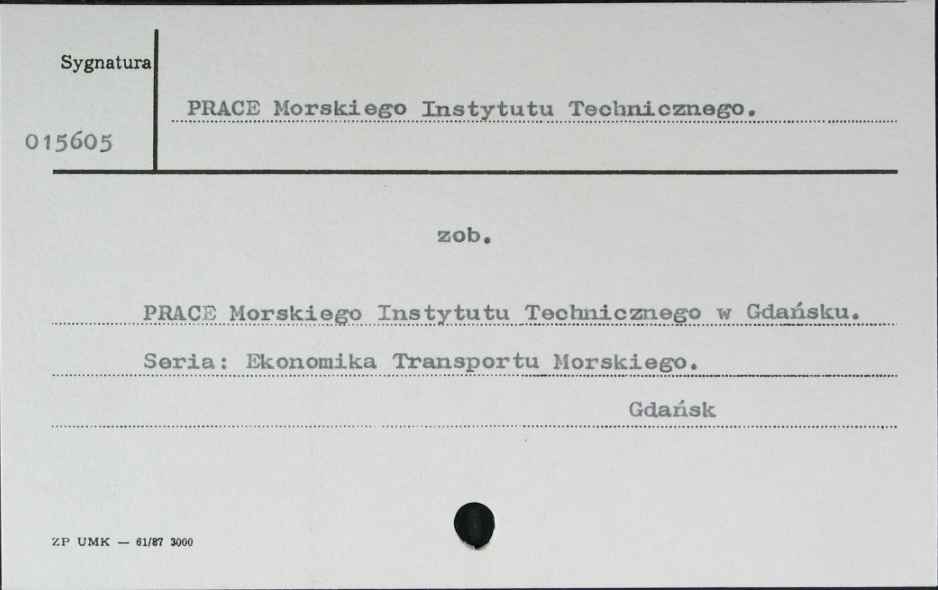 Sygnatura
PRACE Morskiego Instytutu Technicznego.
015605
zob.
PRACE Morskiego Instytutu Technicznego w Gdańsku.
Seria: Ekonomika Transportu Morskiego.
Gdańsk
ZP UMK — 61/87 3000